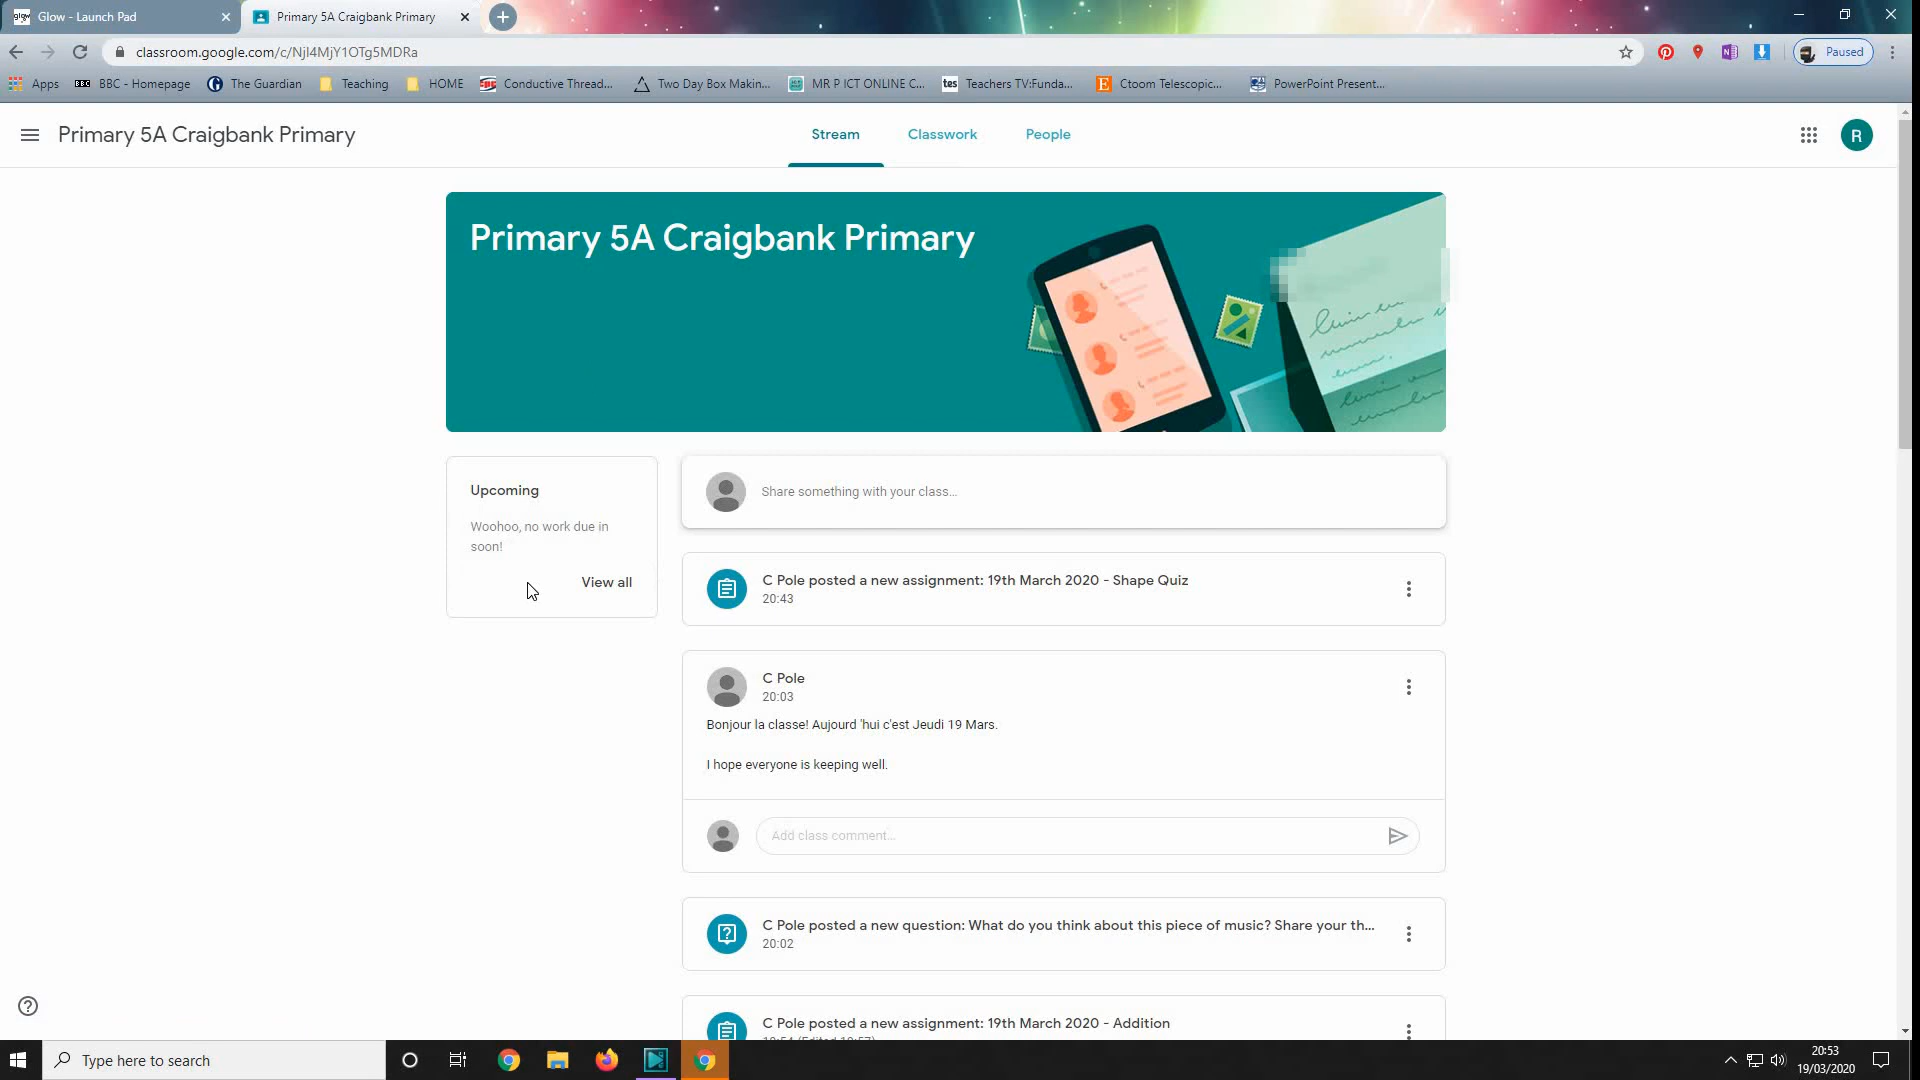 Glow - Launch Pad
Primary 5A Craigbank Primary
classroom.google.com/c/NjI4MjY1OTg5MDRa
Paused
Apps
BBC - Homepage
The Guardian
Teaching
HOME
Conductive Thread...
Two Day Box Makin...
MR P ICT ONLINE C...
tes
Teachers TV:Funda...
Ctoom Telescopic...
PowerPoint Present...
Primary 5A Craigbank Primary
Stream
Classwork
People
R
Primary 5A Craigbank Primary
Upcoming
Woohoo, no work due in
soon!
View all
Share something with your class...
C Pole posted a new assignment: 19th March 2020 - Shape Quiz
20:43
C Pole
20:03
Bonjour la classe! Aujourd 'hui c'est Jeudi 19 Mars.
I hope everyone is keeping well.
Add class comment...
C Pole posted a new question: What do you think about this piece of music? Share your th...
20:02
C Pole posted a new assignment: 19th March 2020 - Addition
Type here to search
20:53
19/03/2020